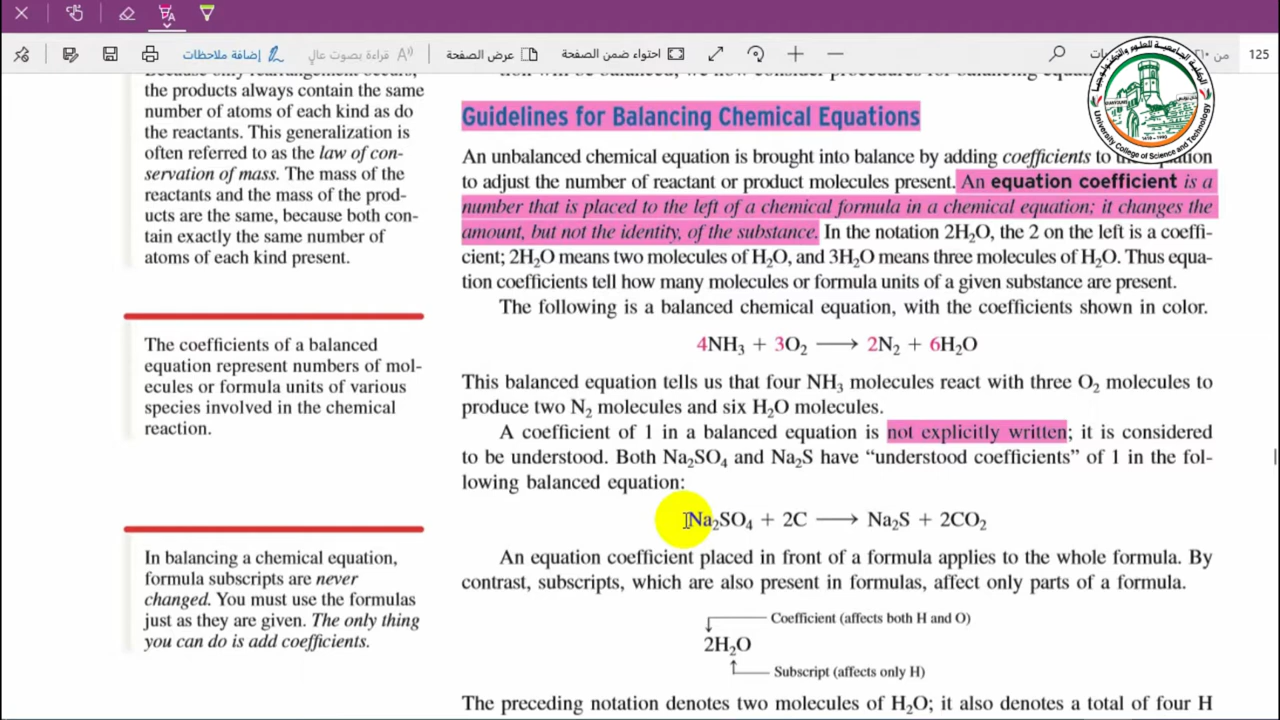 إضافة ملاحظات
قراءة بصوت عالٍ
عرض الصفحة
احتواء ضمن الصفحة
من
125
Because only rearrangement occurs,
the products always contain the same
number of atoms of each kind as do
the reactants. This generalization is
often referred to as the law of con-
servation of mass. The mass of the
reactants and the mass of the prod-
ucts are the same, because both con-
tain exactly the same number of
atoms of each kind present.
The coefficients of a balanced
equation represent numbers of mol-
ecules or formula units of various
species involved in the chemical
reaction.
In balancing a chemical equation,
formula subscripts are never
changed. You must use the formulas
just as they are given. The only thing
you can do is add coefficients.
Guidelines for Balancing Chemical Equations
An unbalanced chemical equation is brought into balance by adding coefficients to the equation
to adjust the number of reactant or product molecules present. An equation coefficient is a
number that is placed to the left of a chemical formula in a chemical equation; it changes the
amount, but not the identity, of the substance. In the notation 2H₂O, the 2 on the left is a coeffi-
cient; 2H₂O means two molecules of H₂O, and 3H₂O means three molecules of H₂O. Thus equa-
tion coefficients tell how many molecules or formula units of a given substance are present.
The following is a balanced chemical equation, with the coefficients shown in color.
4NH₃ + 3O₂ ⟶ 2N₂ + 6H₂O
This balanced equation tells us that four NH₃ molecules react with three O₂ molecules to
produce two N₂ molecules and six H₂O molecules.
A coefficient of 1 in a balanced equation is not explicitly written; it is considered
to be understood. Both Na₂SO₄ and Na₂S have “understood coefficients” of 1 in the fol-
lowing balanced equation:
Na₂SO₄ + 2C ⟶ Na₂S + 2CO₂
An equation coefficient placed in front of a formula applies to the whole formula. By
contrast, subscripts, which are also present in formulas, affect only parts of a formula.
Coefficient (affects both H and O)
2H₂O
Subscript (affects only H)
The preceding notation denotes two molecules of H₂O; it also denotes a total of four H
University College of Science and Technology